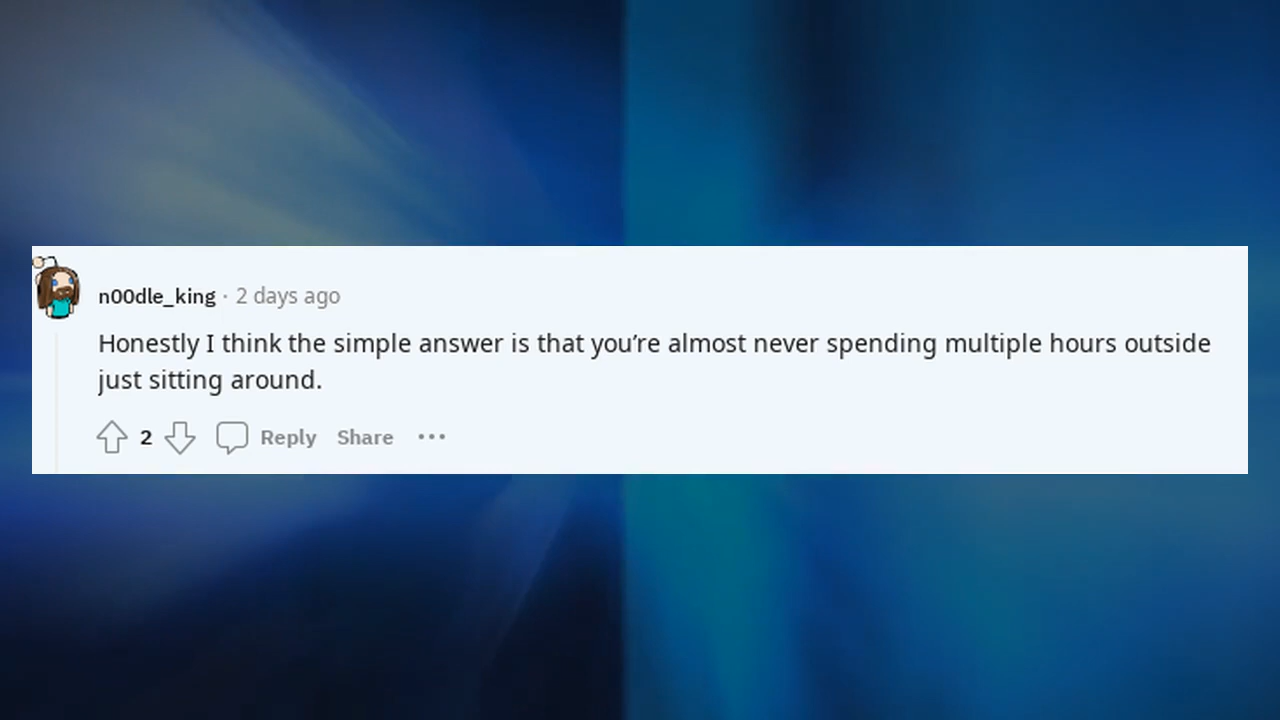 n00dle_king · 2 days ago
Honestly I think the simple answer is that you’re almost never spending multiple hours outside
just sitting around.
2 Reply Share •••